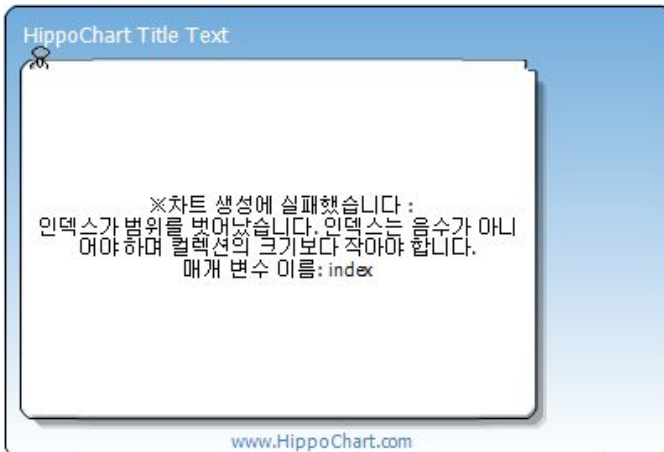 HippoChart Title Text
※차트 생성에 실패했습니다 :
인덱스가 범위를 벗어났습니다. 인덱스는 음수가 아니
어야 하며 컬렉션의 크기보다 작아야 합니다.
매개 변수 이름: index
www.HippoChart.com